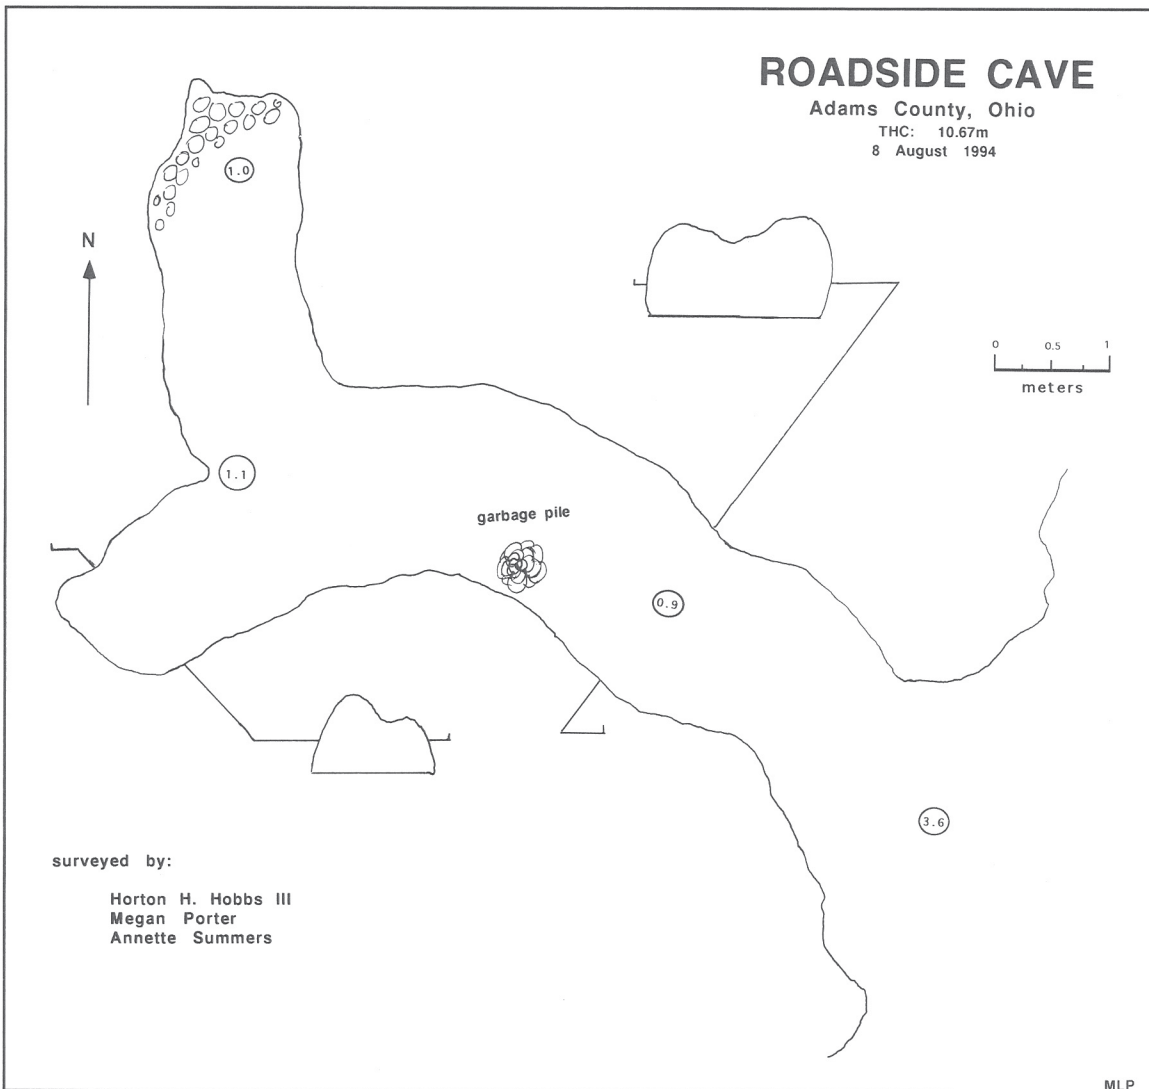 ROADSIDE CAVE
Adams County, Ohio
THC: 10.67m
8 August 1994
1.0
N
0 0.5 1
meters
1.1
garbage pile
0.9
3.6
surveyed by:
Horton H. Hobbs III
Megan Porter
Annette Summers
MLP